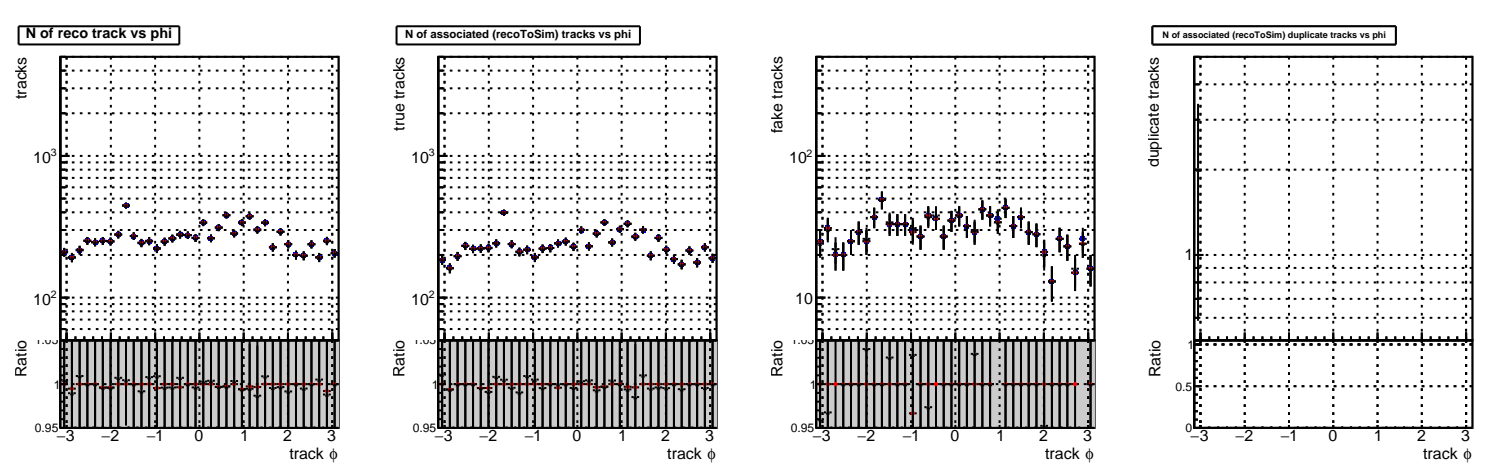 N of reco track vs phi
tracks
10³
10²
Ratio
1.05
1
0.95
−3 −2 −1 0 1 2 3
track ϕ
N of associated (recoToSim) tracks vs phi
true tracks
10³
10²
Ratio
1.05
1
0.95
−3 −2 −1 0 1 2 3
track ϕ
fake tracks
10²
10
Ratio
1
0.95
−3 −2 −1 0 1 2 3
track ϕ
N of associated (recoToSim) duplicate tracks vs phi
duplicate tracks
1
Ratio
1
0.5
0
−3 −2 −1 0 1 2 3
track ϕ